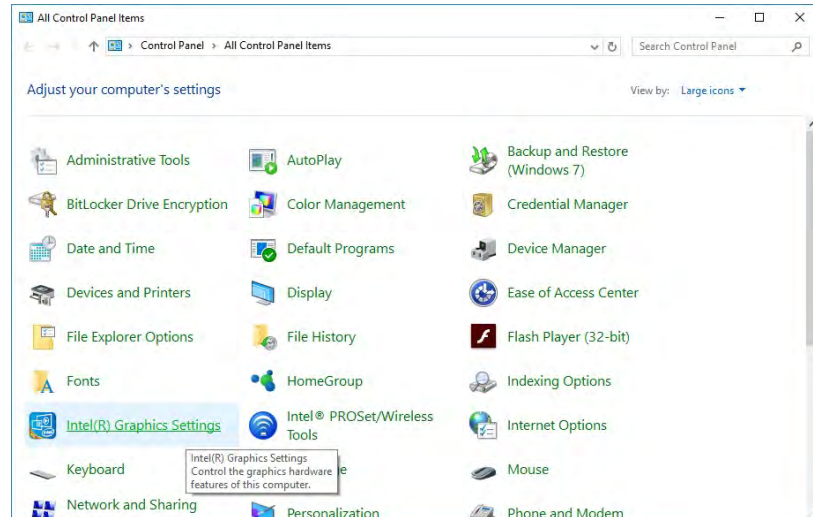 All Control Panel Items
Control Panel > All Control Panel Items
Search Control Panel
Adjust your computer's settings
View by: Large icons
Administrative Tools
AutoPlay
Backup and Restore
(Windows 7)
BitLocker Drive Encryption
Color Management
Credential Manager
Date and Time
Default Programs
Device Manager
Devices and Printers
Display
Ease of Access Center
File Explorer Options
File History
Flash Player (32-bit)
Fonts
HomeGroup
Indexing Options
Intel(R) Graphics Settings
Intel® PROSet/Wireless
Tools
Internet Options
Intel(R) Graphics Settings
Control the graphics hardware
features of this computer.
Keyboard
Mouse
Network and Sharing
Personalization
Phone and Modem